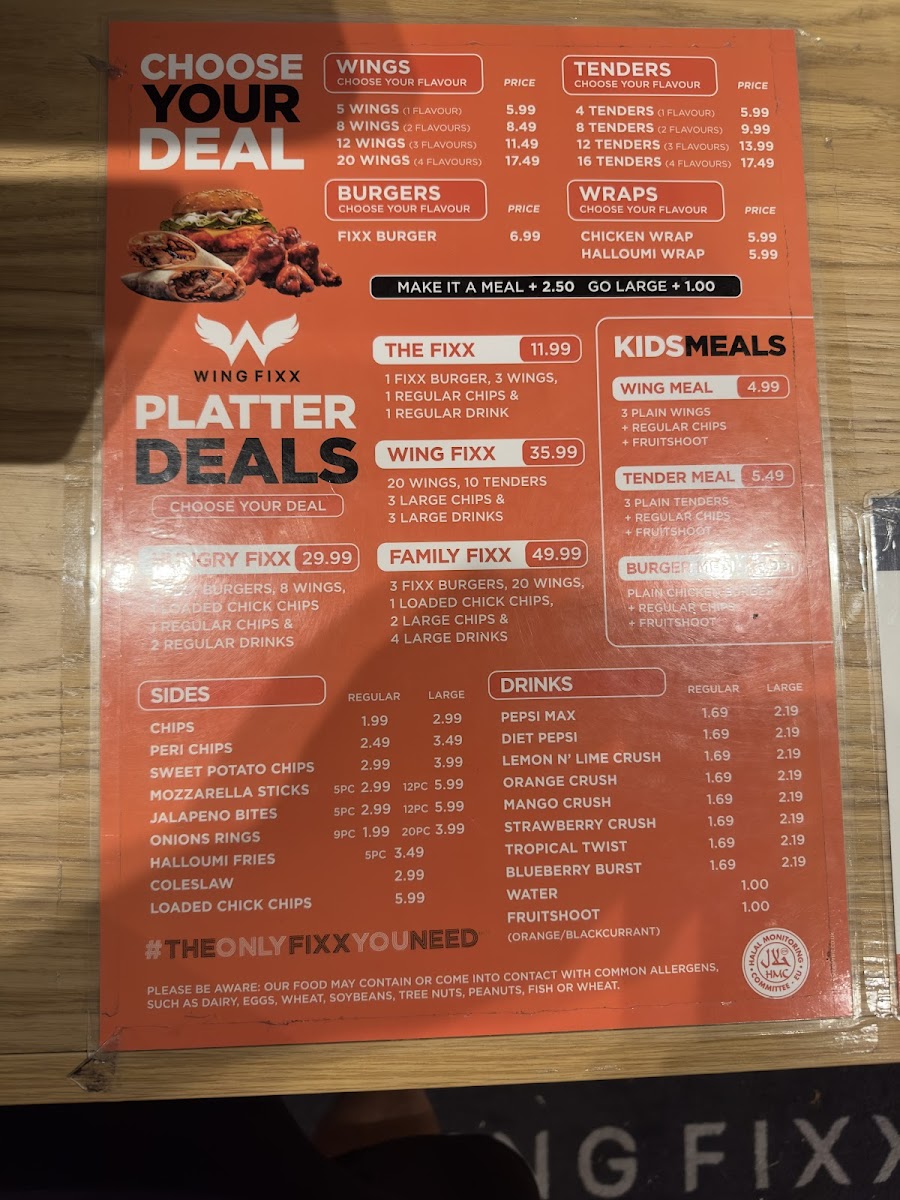 CHOOSE
YOUR
DEAL
WINGS
CHOOSE YOUR FLAVOUR
PRICE
5 WINGS (1 FLAVOUR) 5.99
8 WINGS (2 FLAVOURS) 8.49
12 WINGS (3 FLAVOURS) 11.49
20 WINGS (4 FLAVOURS) 17.49
TENDERS
CHOOSE YOUR FLAVOUR
PRICE
4 TENDERS (1 FLAVOUR) 5.99
8 TENDERS (2 FLAVOURS) 9.99
12 TENDERS (3 FLAVOURS) 13.99
16 TENDERS (4 FLAVOURS) 17.49
BURGERS
CHOOSE YOUR FLAVOUR
PRICE
FIXX BURGER 6.99
WRAPS
CHOOSE YOUR FLAVOUR
PRICE
CHICKEN WRAP 5.99
HALLOUMI WRAP 5.99
MAKE IT A MEAL + 2.50 GO LARGE + 1.00
WING FIXX
PLATTER
DEALS
CHOOSE YOUR DEAL
THE FIXX 11.99
1 FIXX BURGER, 3 WINGS,
1 REGULAR CHIPS &
1 REGULAR DRINK
WING FIXX 35.99
20 WINGS, 10 TENDERS
3 LARGE CHIPS &
3 LARGE DRINKS
HUNGRY FIXX 29.99
BURGERS, 8 WINGS,
LOADED CHICK CHIPS
1 REGULAR CHIPS &
2 REGULAR DRINKS
FAMILY FIXX 49.99
3 FIXX BURGERS, 20 WINGS,
1 LOADED CHICK CHIPS,
2 LARGE CHIPS &
4 LARGE DRINKS
KIDSMEALS
WING MEAL 4.99
3 PLAIN WINGS
+ REGULAR CHIPS
+ FRUITSHOOT
TENDER MEAL 5.49
3 PLAIN TENDERS
+ REGULAR CHIPS
+ FRUITSHOOT
BURGER MEAL
PLAIN CHICKEN BURGER
+ REGULAR CHIPS
+ FRUITSHOOT
SIDES
REGULAR LARGE
CHIPS 1.99 2.99
PERI CHIPS 2.49 3.49
SWEET POTATO CHIPS 2.99 3.99
MOZZARELLA STICKS 5PC 2.99 12PC 5.99
JALAPENO BITES 5PC 2.99 12PC 5.99
ONIONS RINGS 9PC 1.99 20PC 3.99
HALLOUMI FRIES 5PC 3.49
COLESLAW 2.99
LOADED CHICK CHIPS 5.99
DRINKS
REGULAR LARGE
PEPSI MAX 1.69 2.19
DIET PEPSI 1.69 2.19
LEMON N' LIME CRUSH 1.69 2.19
ORANGE CRUSH 1.69 2.19
MANGO CRUSH 1.69 2.19
STRAWBERRY CRUSH 1.69 2.19
TROPICAL TWIST 1.69 2.19
BLUEBERRY BURST 1.69 2.19
WATER 1.00
FRUITSHOOT 1.00
(ORANGE/BLACKCURRANT)
#THEONLYFIXXYOUNEED
PLEASE BE AWARE: OUR FOOD MAY CONTAIN OR COME INTO CONTACT WITH COMMON ALLERGENS,
SUCH AS DAIRY, EGGS, WHEAT, SOYBEANS, TREE NUTS, PEANUTS, FISH OR WHEAT.
HALAL MONITORING
حلال
HMC
COMMITTEE - EU
NG FIXX